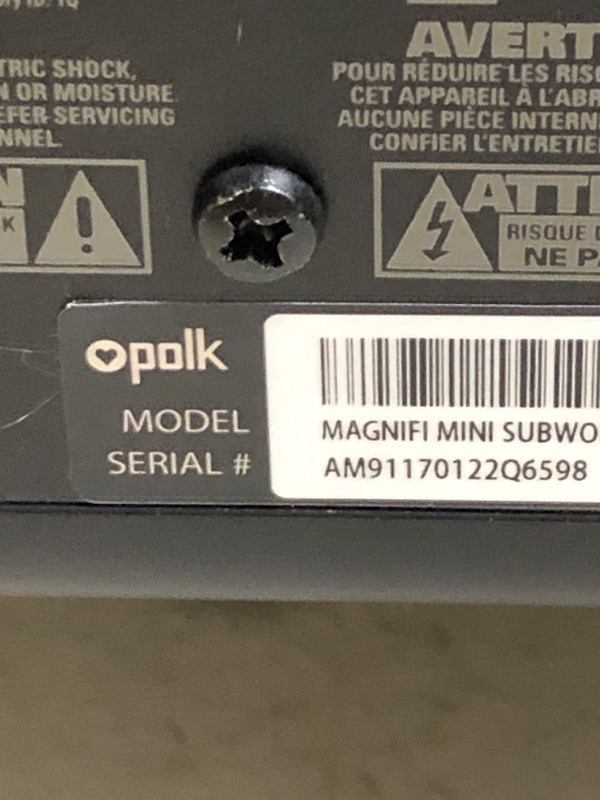 TRIC SHOCK,
N OR MOISTURE.
EFER SERVICING
NNEL.
N
K
AVERT
POUR RÉDUIRE LES RISQ
CET APPAREIL À L'ABR
AUCUNE PIÈCE INTERN
CONFIER L'ENTRETIE
ATTE
RISQUE D
NE PA
polk
MODEL
MAGNIFI MINI SUBWO
SERIAL #
AM91170122Q6598